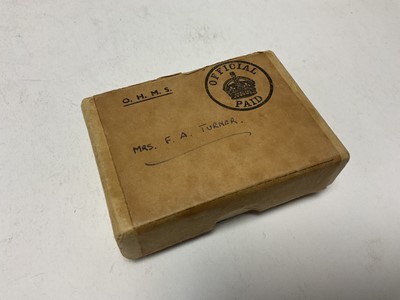 O. H. M. S.
OFFICIAL
PAID
MRS. F. A. TURNER.